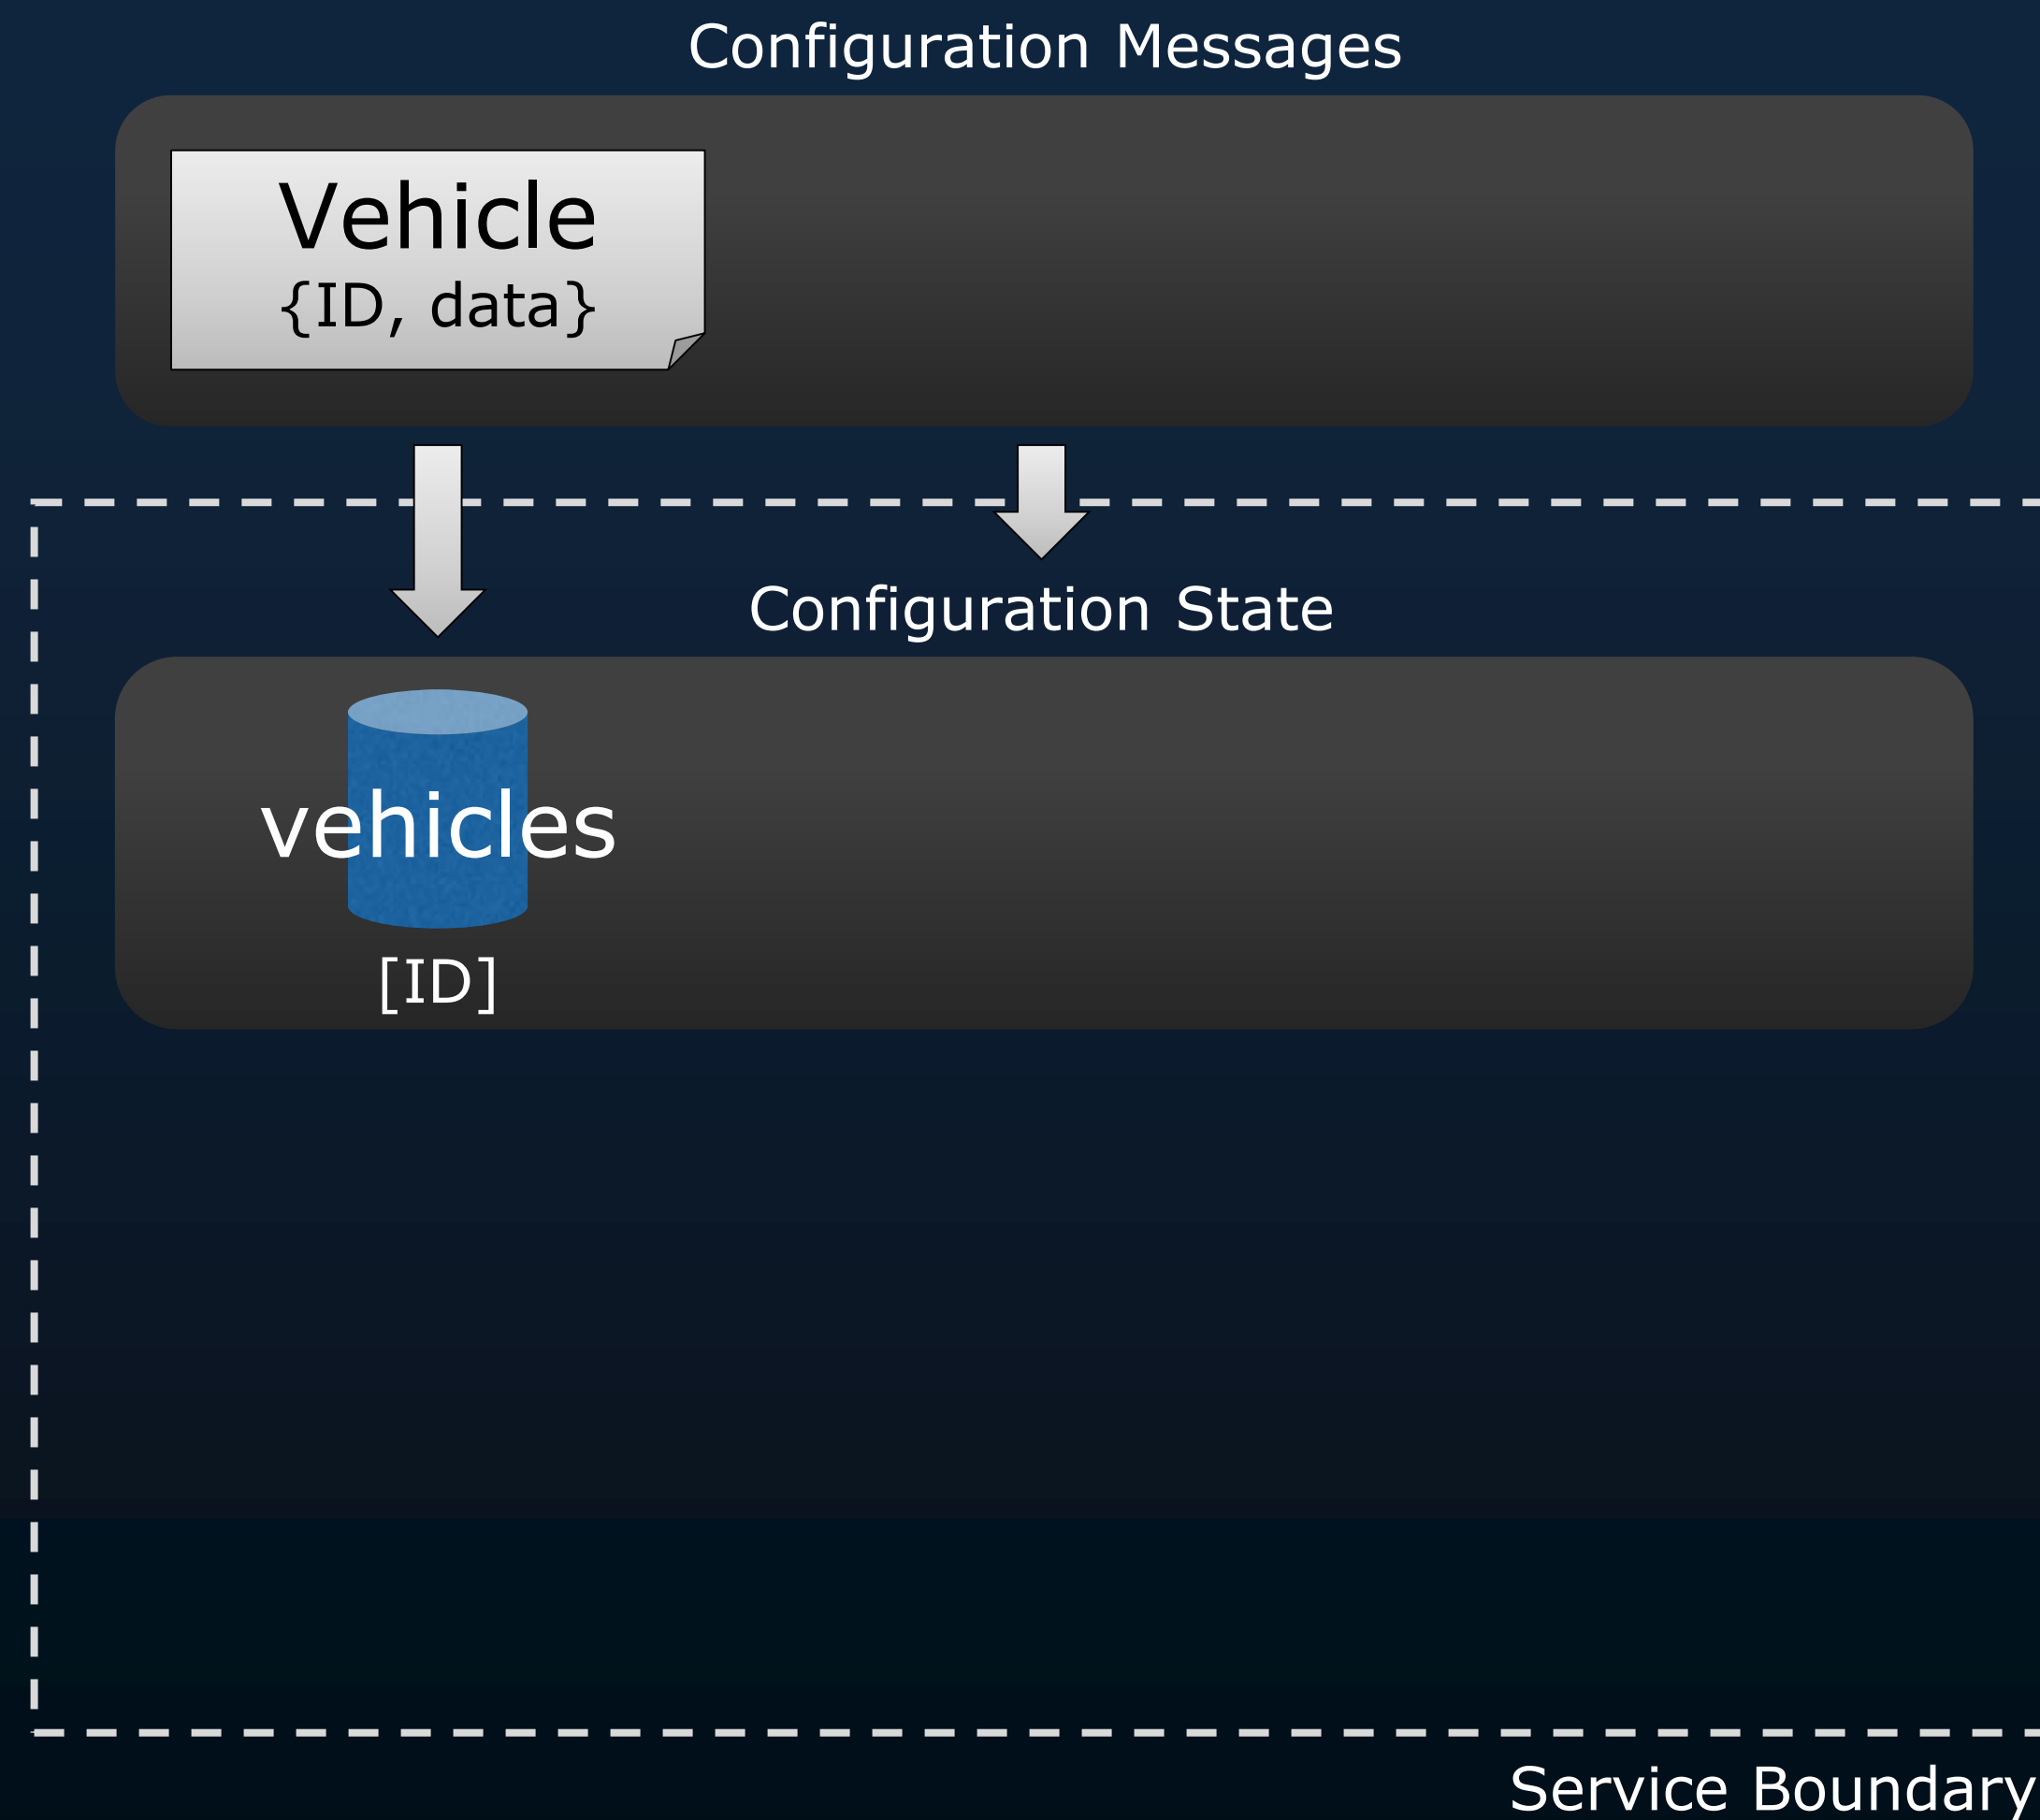 Configuration Messages
Vehicle
{ID, data}
Configuration State
vehicles
[ID]
Service Boundary